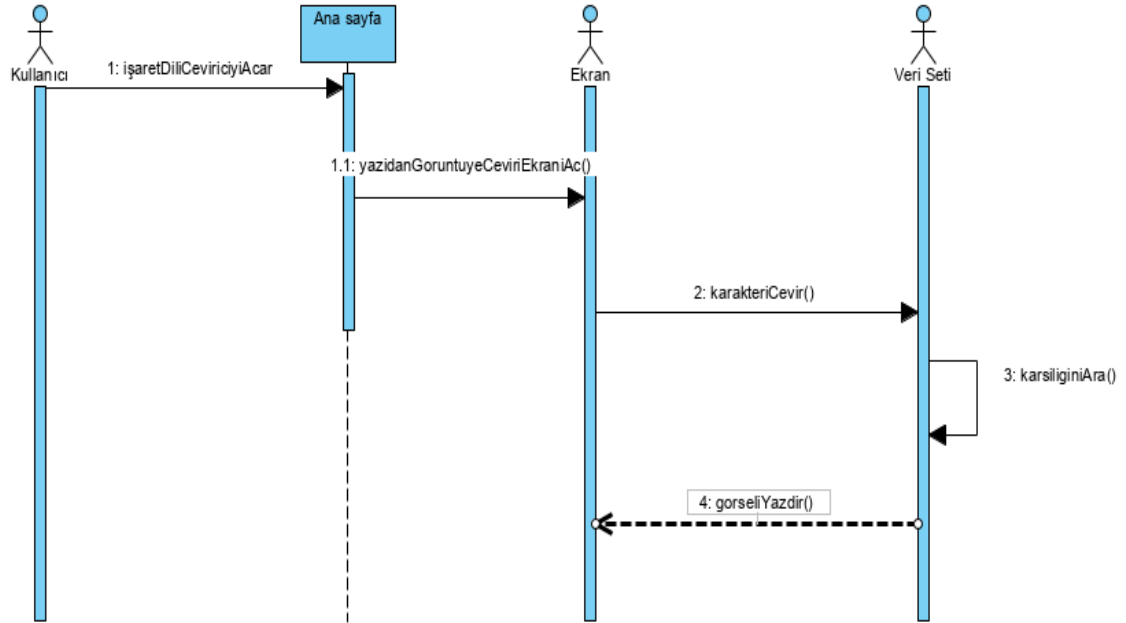 Ana sayfa
Kullanıcı
Ekran
Veri Seti
1: işaretDiliCeviriciyiAcar
1.1: yazidanGoruntuyeCeviriEkraniAc()
2: karakteriCevir()
3: karsiliginiAra()
4: gorseliYazdir()